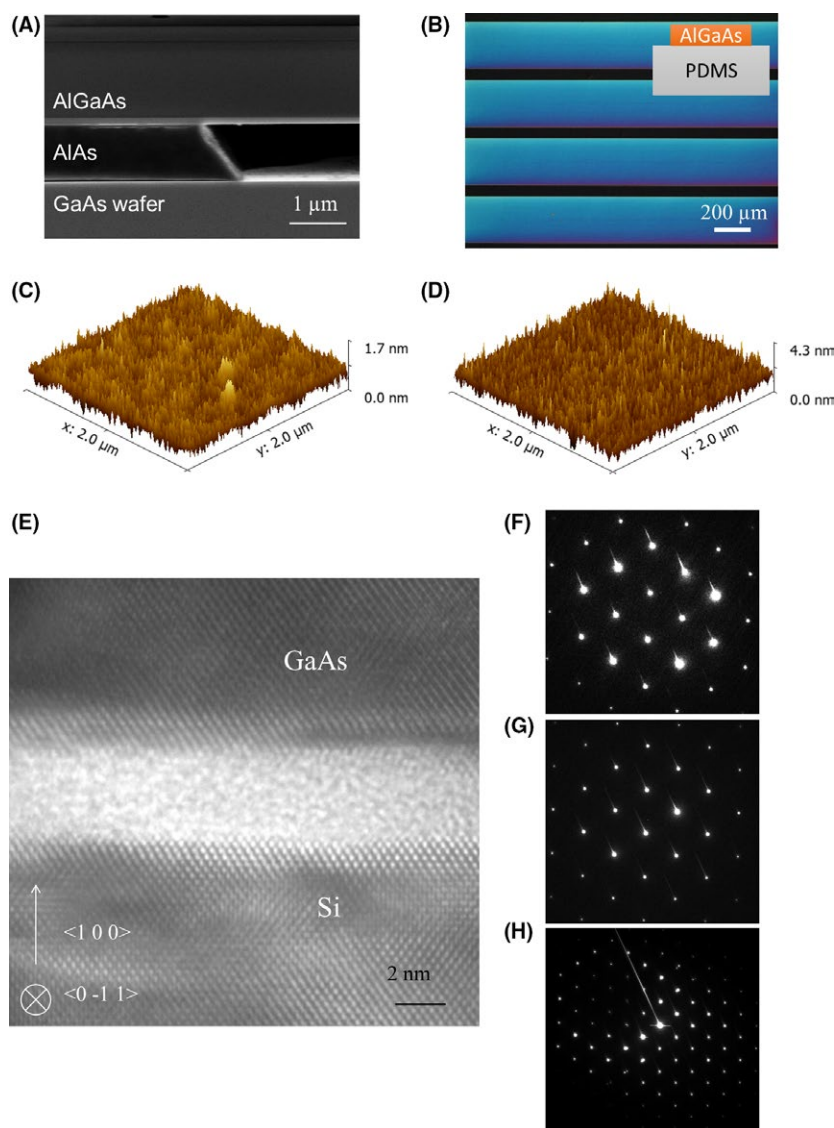 (A)
AlGaAs
AlAs
GaAs wafer
1 µm
(B)
AlGaAs
PDMS
200 µm
(C)
1.7 nm
0.0 nm
x: 2.0 µm
y: 2.0 µm
(D)
4.3 nm
0.0 nm
x: 2.0 µm
y: 2.0 µm
(E)
GaAs
Si
<1 0 0>
<0 -1 1>
2 nm
(F)
(G)
(H)